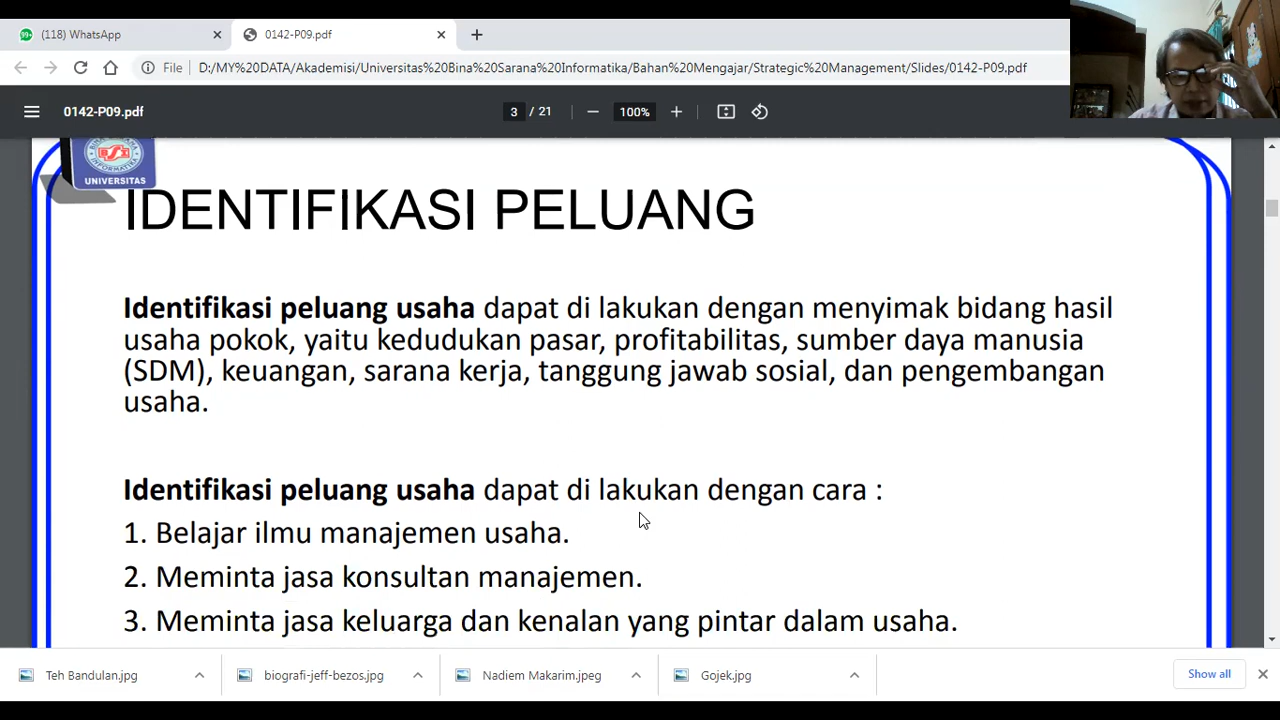 (118) WhatsApp
0142-P09.pdf
File
D:/MY%20DATA/Akademisi/Universitas%20Bina%20Sarana%20Informatika/Bahan%20Mengajar/Strategic%20Management/Slides/0142-P09.pdf
0142-P09.pdf
3 / 21
100%
UNIVERSITAS
IDENTIFIKASI PELUANG
Identifikasi peluang usaha dapat di lakukan dengan menyimak bidang hasil
usaha pokok, yaitu kedudukan pasar, profitabilitas, sumber daya manusia
(SDM), keuangan, sarana kerja, tanggung jawab sosial, dan pengembangan
usaha.
Identifikasi peluang usaha dapat di lakukan dengan cara :
1. Belajar ilmu manajemen usaha.
2. Meminta jasa konsultan manajemen.
3. Meminta jasa keluarga dan kenalan yang pintar dalam usaha.
Teh Bandulan.jpg
biografi-jeff-bezos.jpg
Nadiem Makarim.jpeg
Gojek.jpg
Show all